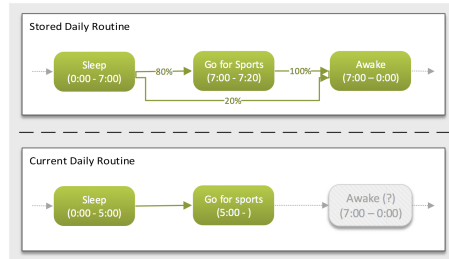 Stored Daily Routine
Sleep
(0:00 - 7:00)
80%
Go for Sports
(7:00 - 7:20)
100%
Awake
(7:00 – 0:00)
20%
Current Daily Routine
Sleep
(0:00 - 5:00)
Go for sports
(5:00 - )
Awake (?)
(7:00 – 0:00)